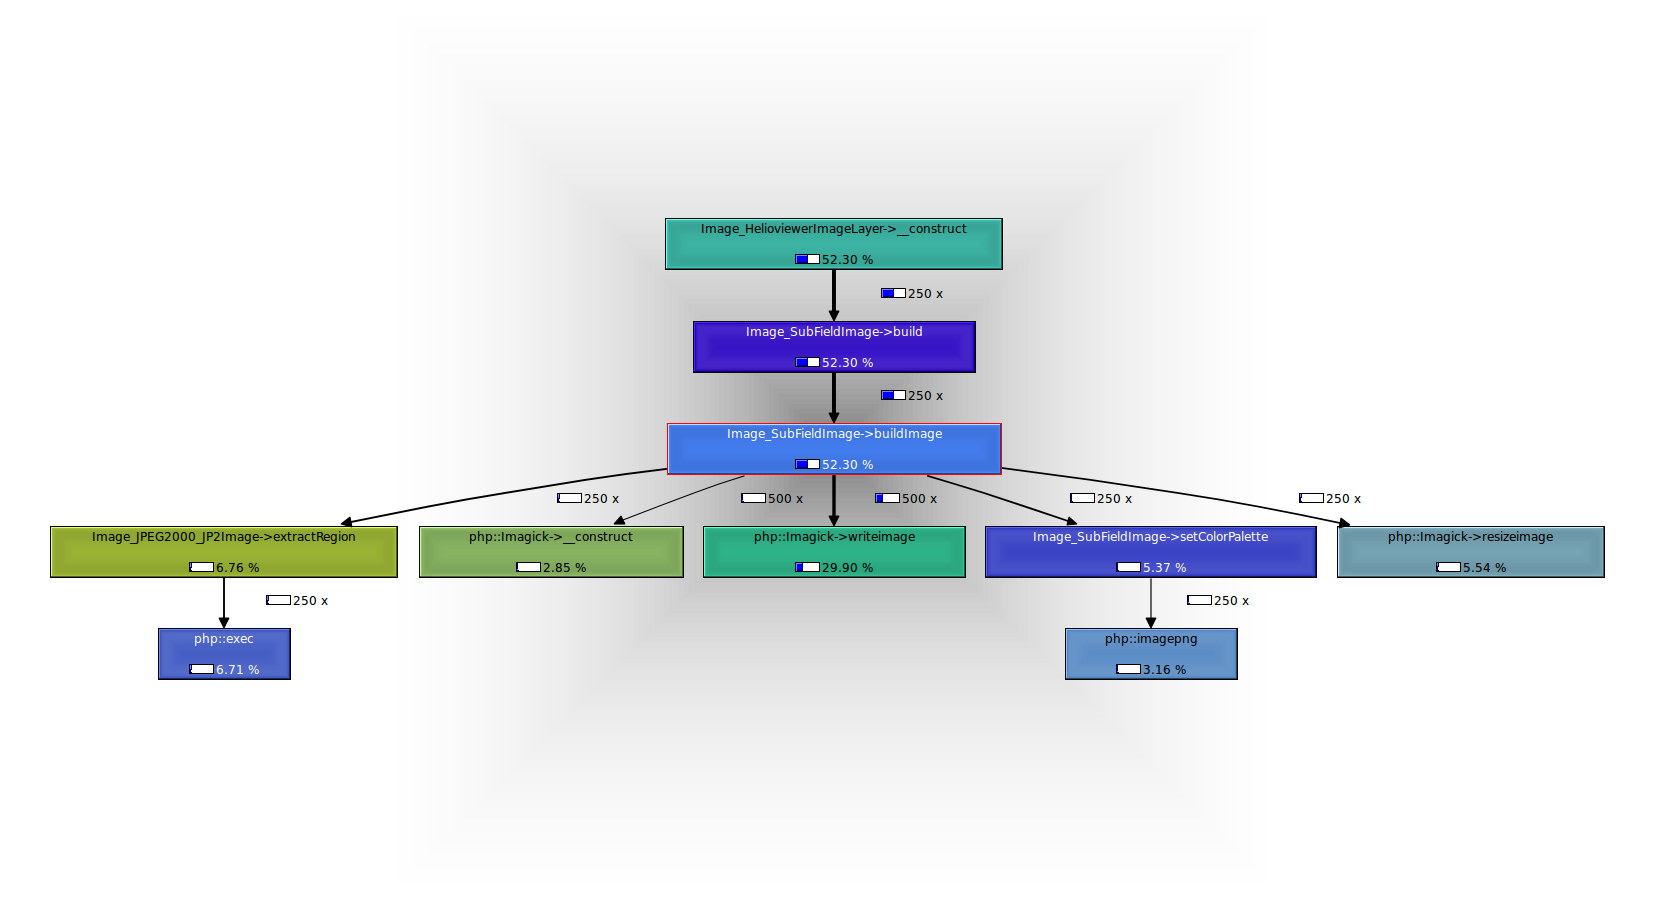 Image_HelioviewerImageLayer->__construct
52.30 %
250 x
Image_SubFieldImage->build
52.30 %
250 x
Image_SubFieldImage->buildImage
52.30 %
250 x
500 x
500 x
250 x
250 x
Image_JPEG2000_JP2Image->extractRegion
6.76 %
php::Imagick->__construct
2.85 %
php::Imagick->writeimage
29.90 %
Image_SubFieldImage->setColorPalette
5.37 %
php::Imagick->resizeimage
5.54 %
250 x
250 x
php::exec
6.71 %
php::imagepng
3.16 %